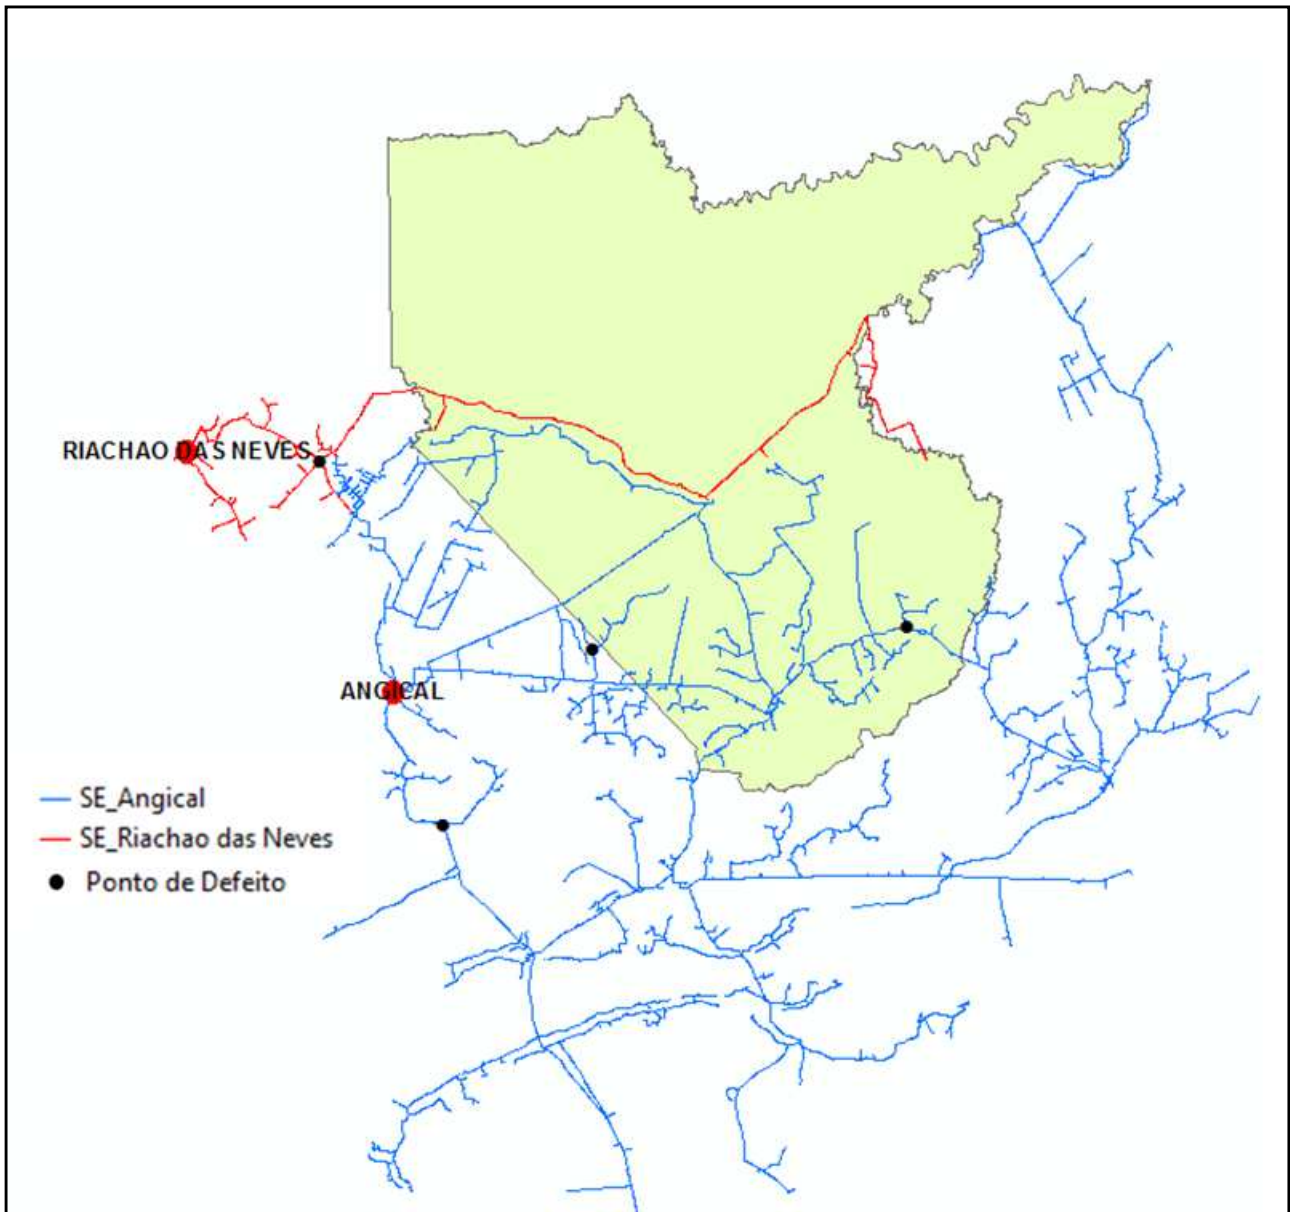 RIACHAO DAS NEVES
ANGICAL
SE_Angical
SE_Riachao das Neves
Ponto de Defeito